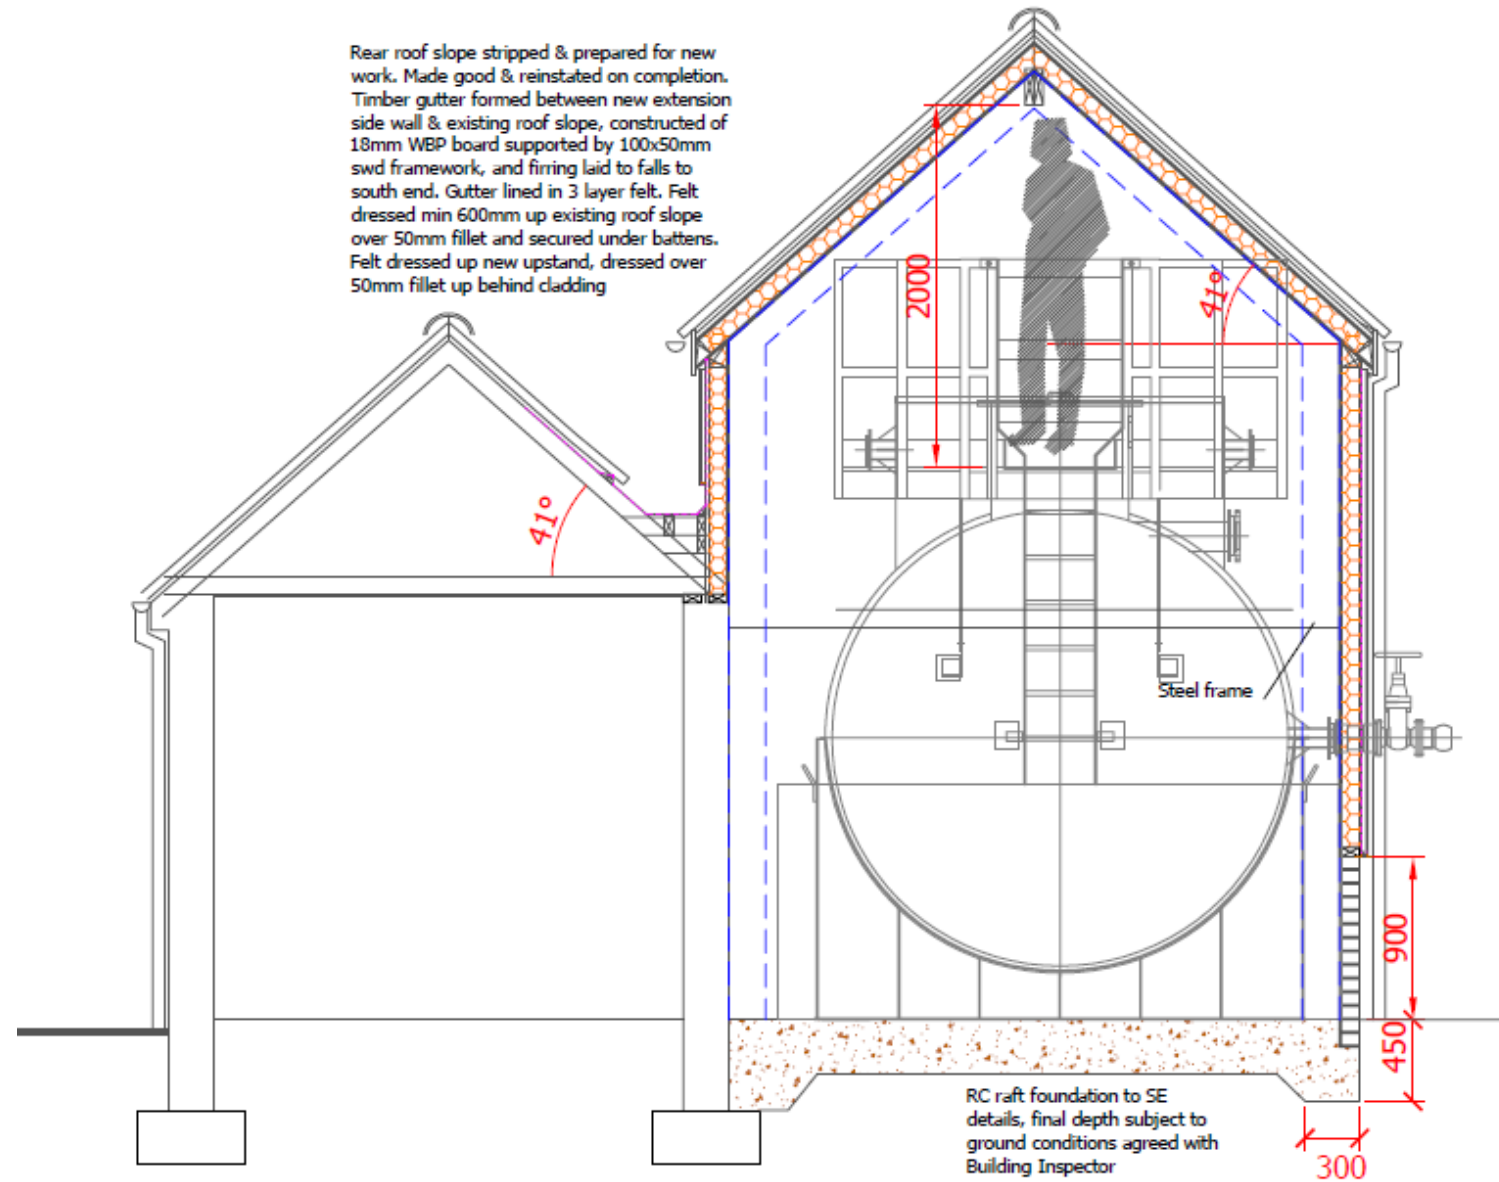 Rear roof slope stripped & prepared for new
work. Made good & reinstated on completion.
Timber gutter formed between new extension
side wall & existing roof slope, constructed of
18mm WBP board supported by 100x50mm
swd framework, and firring laid to falls to
south end. Gutter lined in 3 layer felt. Felt
dressed min 600mm up existing roof slope
over 50mm fillet and secured under battens.
Felt dressed up new upstand, dressed over
50mm fillet up behind cladding
2000
41°
41°
Steel frame
900
450
RC raft foundation to SE
details, final depth subject to
ground conditions agreed with
Building Inspector
300